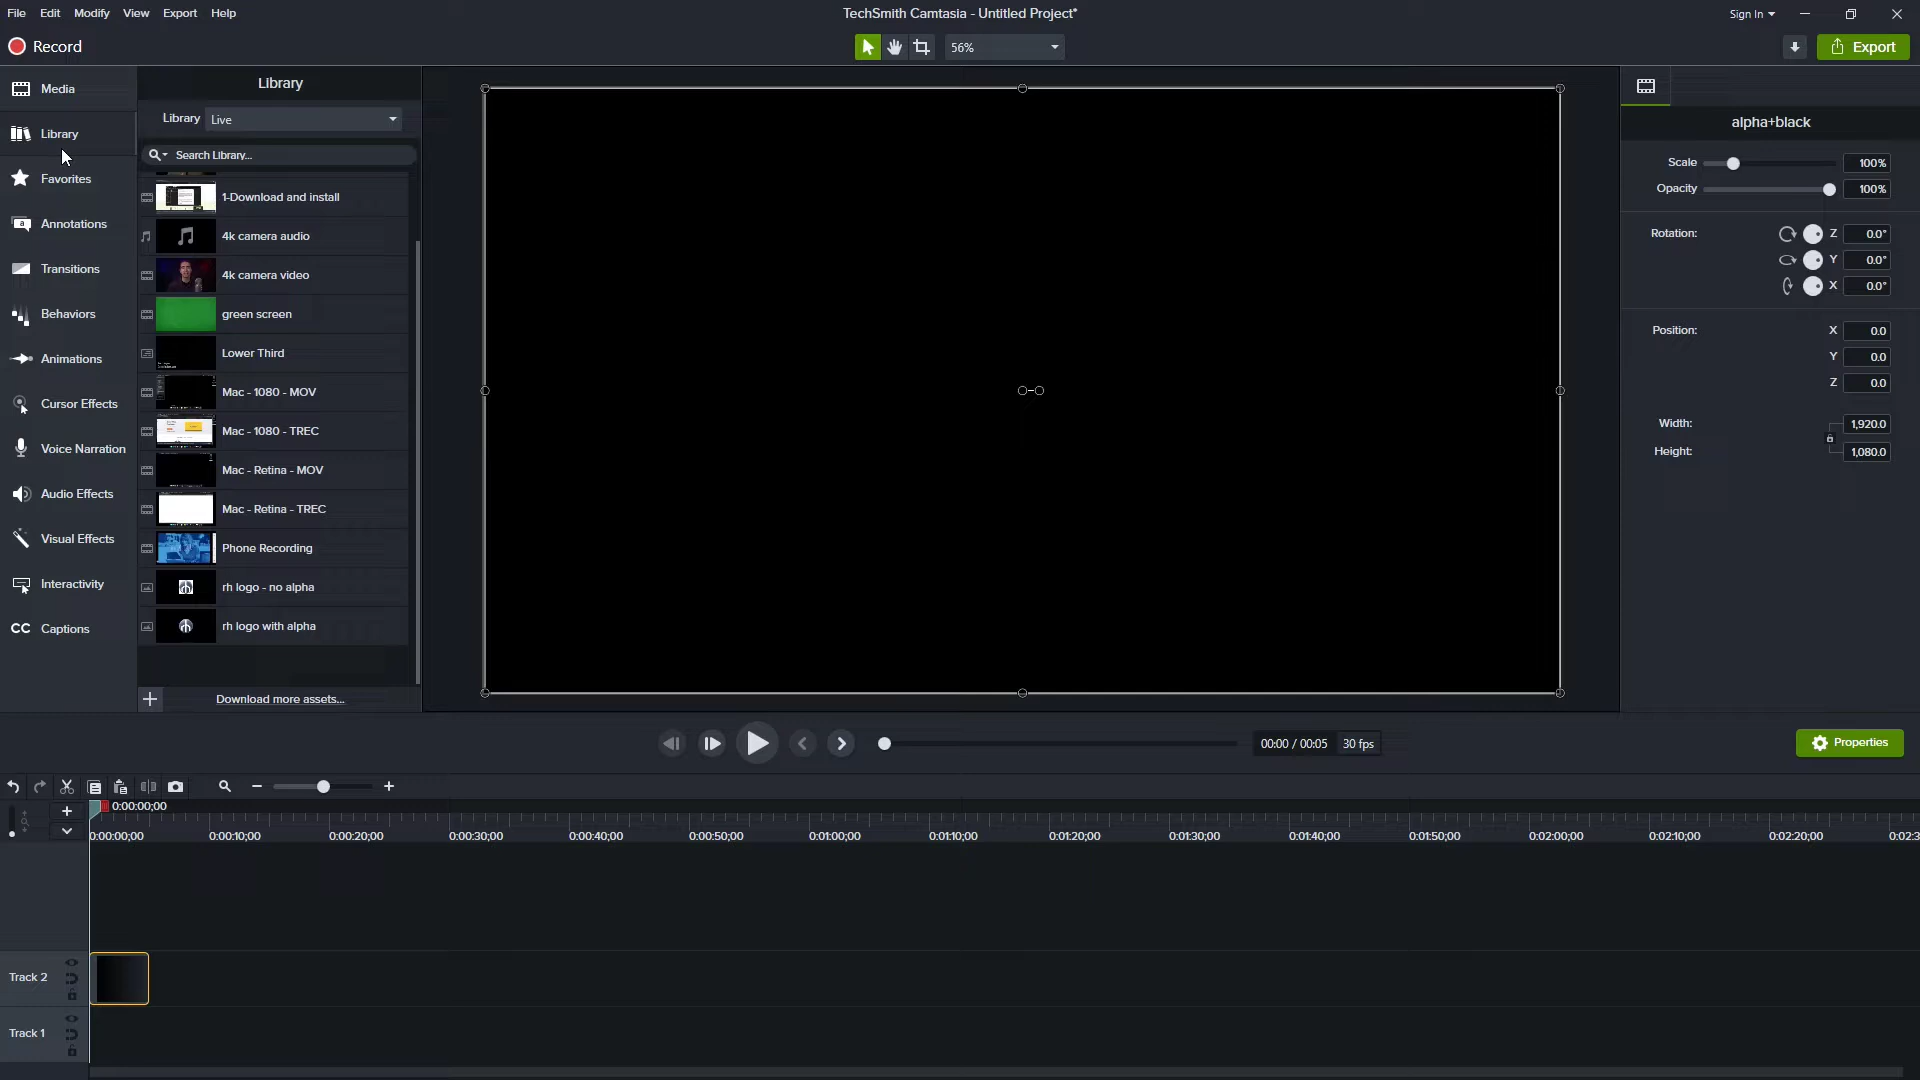 File Edit Modify View Export Help
TechSmith Camtasia - Untitled Project*
Sign In
Record
56%
Export
Media
Library
Favorites
Annotations
Transitions
Behaviors
Animations
Cursor Effects
Voice Narration
Audio Effects
Visual Effects
Interactivity
CC Captions
Library
Library Live
Search Library...
1-Download and install
4k camera audio
4k camera video
green screen
Lower Third
Mac - 1080 - MOV
Mac - 1080 - TREC
Mac - Retina - MOV
Mac - Retina - TREC
Phone Recording
rh logo - no alpha
rh logo with alpha
Download more assets...
alpha+black
Scale 100%
Opacity 100%
Rotation: Z 0.0°
Y 0.0°
X 0.0°
Position: X 0.0
Y 0.0
Z 0.0
Width: 1,920.0
Height: 1,080.0
00:00 / 00:05 30 fps
Properties
0:00:00;00
0:00:00;00 0:00:10;00 0:00:20;00 0:00:30;00 0:00:40;00 0:00:50;00 0:01:00;00 0:01:10;00 0:01:20;00 0:01:30;00 0:01:40;00 0:01:50;00 0:02:00;00 0:02:10;00 0:02:20;00 0:02:3
Track 2
Track 1